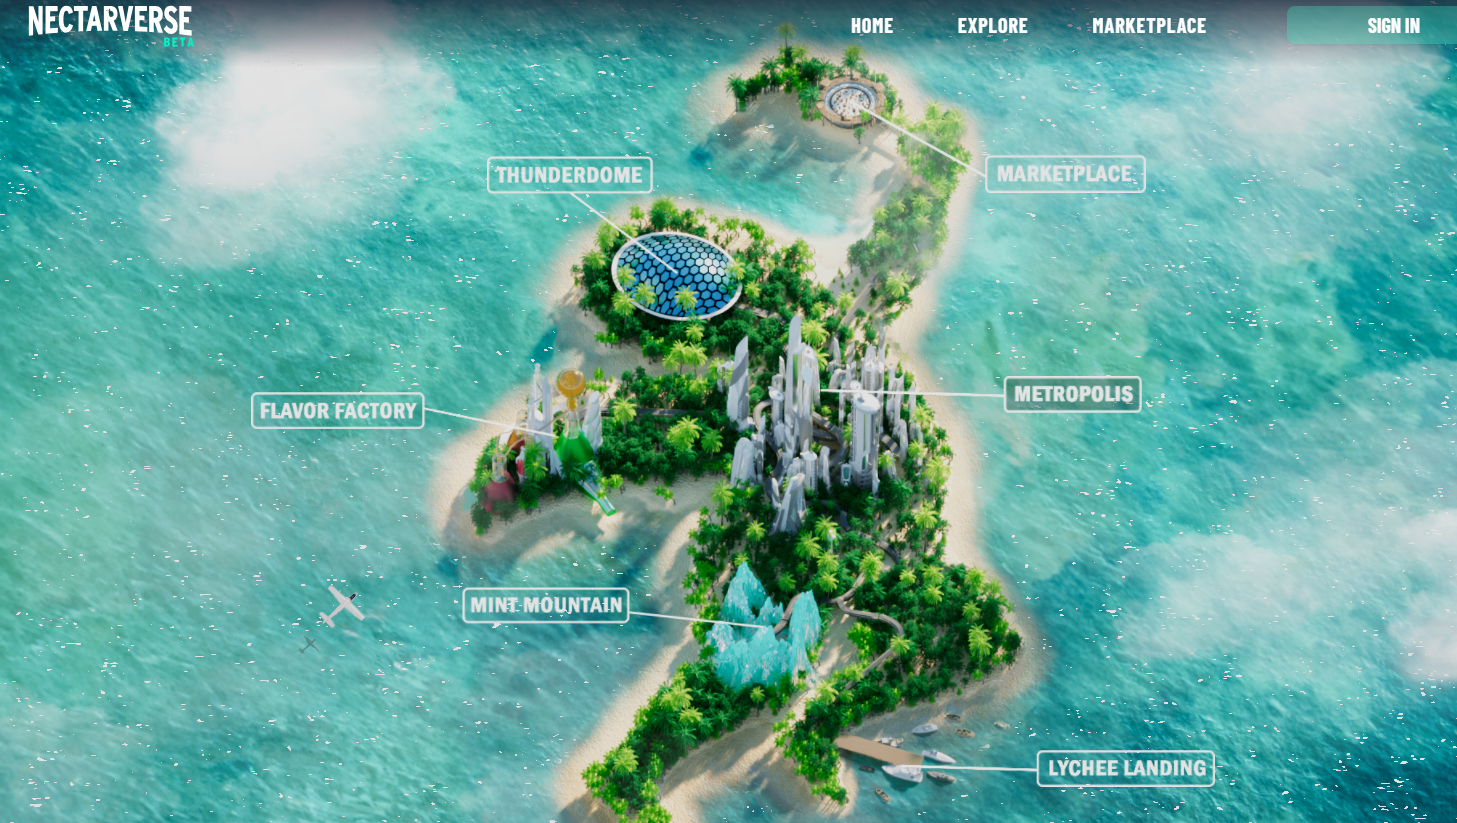 NECTARVERSE
BETA
HOME
EXPLORE
MARKETPLACE
SIGN IN
THUNDERDOME
MARKETPLACE
FLAVOR FACTORY
METROPOLIS
MINT MOUNTAIN
LYCHEE LANDING